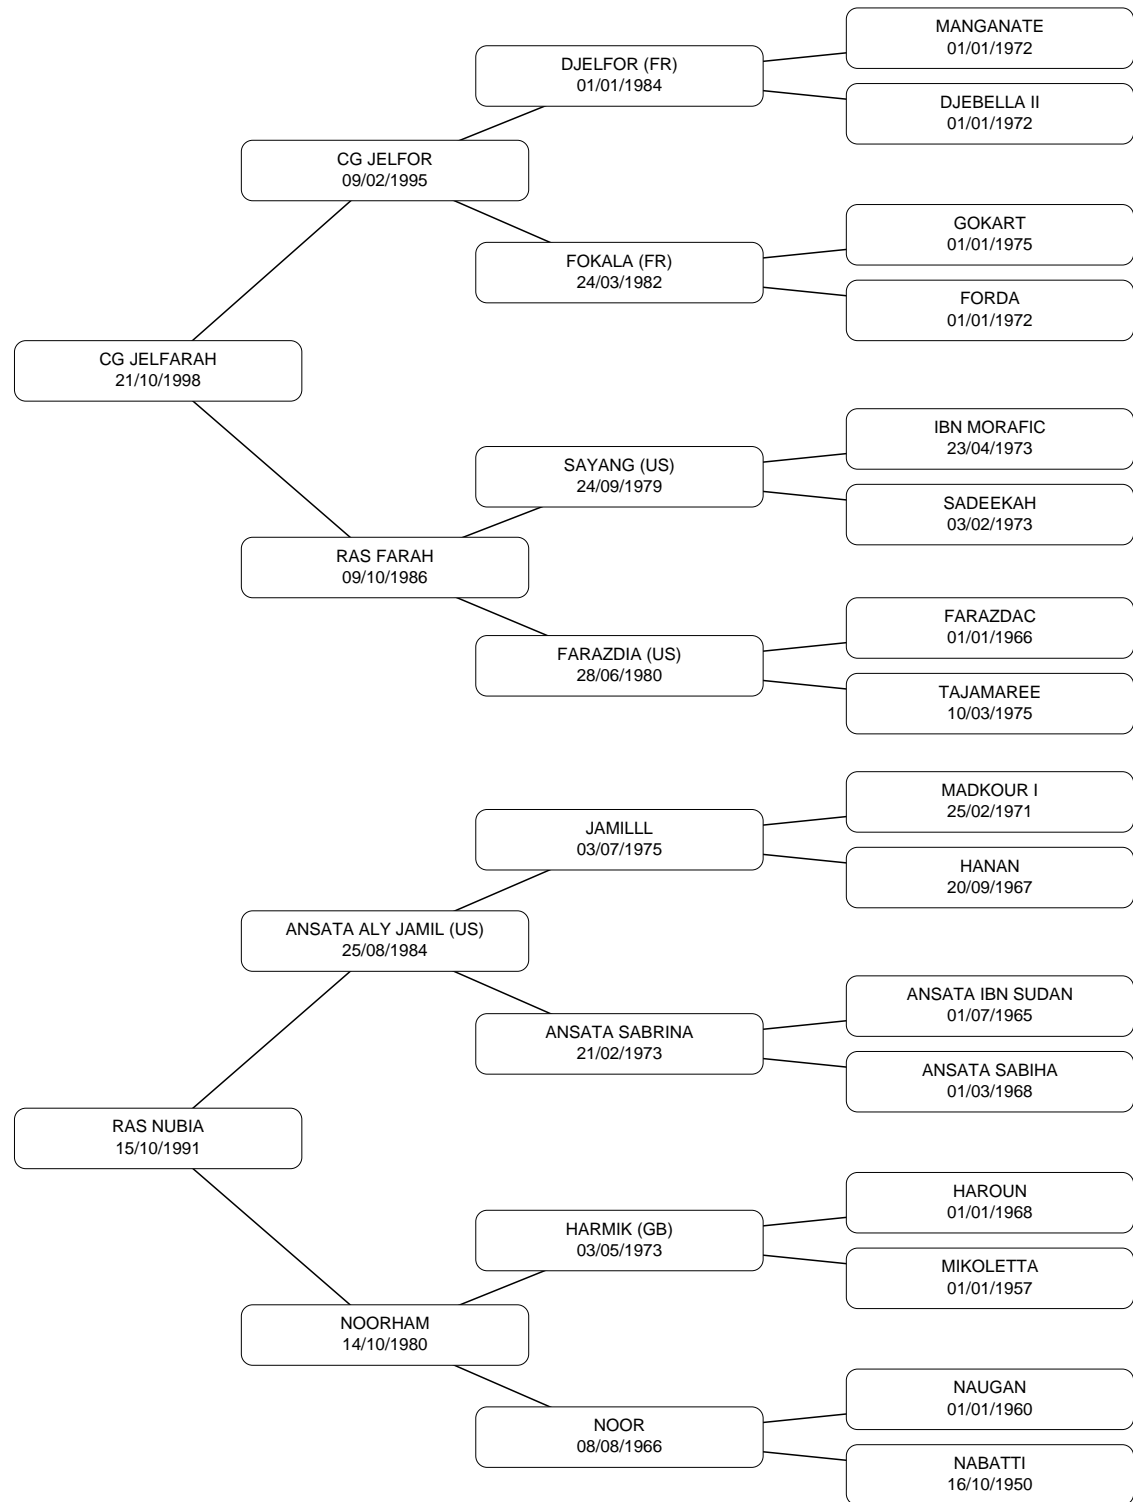 MANGANATE
01/01/1972
DJELFOR (FR)
01/01/1984
DJEBELLA II
01/01/1972
CG JELFOR
09/02/1995
GOKART
01/01/1975
FOKALA (FR)
24/03/1982
FORDA
01/01/1972
CG JELFARAH
21/10/1998
IBN MORAFIC
23/04/1973
SAYANG (US)
24/09/1979
SADEEKAH
03/02/1973
RAS FARAH
09/10/1986
FARAZDAC
01/01/1966
FARAZDIA (US)
28/06/1980
TAJAMAREE
10/03/1975
MADKOUR I
25/02/1971
JAMILLL
03/07/1975
HANAN
20/09/1967
ANSATA ALY JAMIL (US)
25/08/1984
ANSATA IBN SUDAN
01/07/1965
ANSATA SABRINA
21/02/1973
ANSATA SABIHA
01/03/1968
RAS NUBIA
15/10/1991
HAROUN
01/01/1968
HARMIK (GB)
03/05/1973
MIKOLETTA
01/01/1957
NOORHAM
14/10/1980
NAUGAN
01/01/1960
NOOR
08/08/1966
NABATTI
16/10/1950